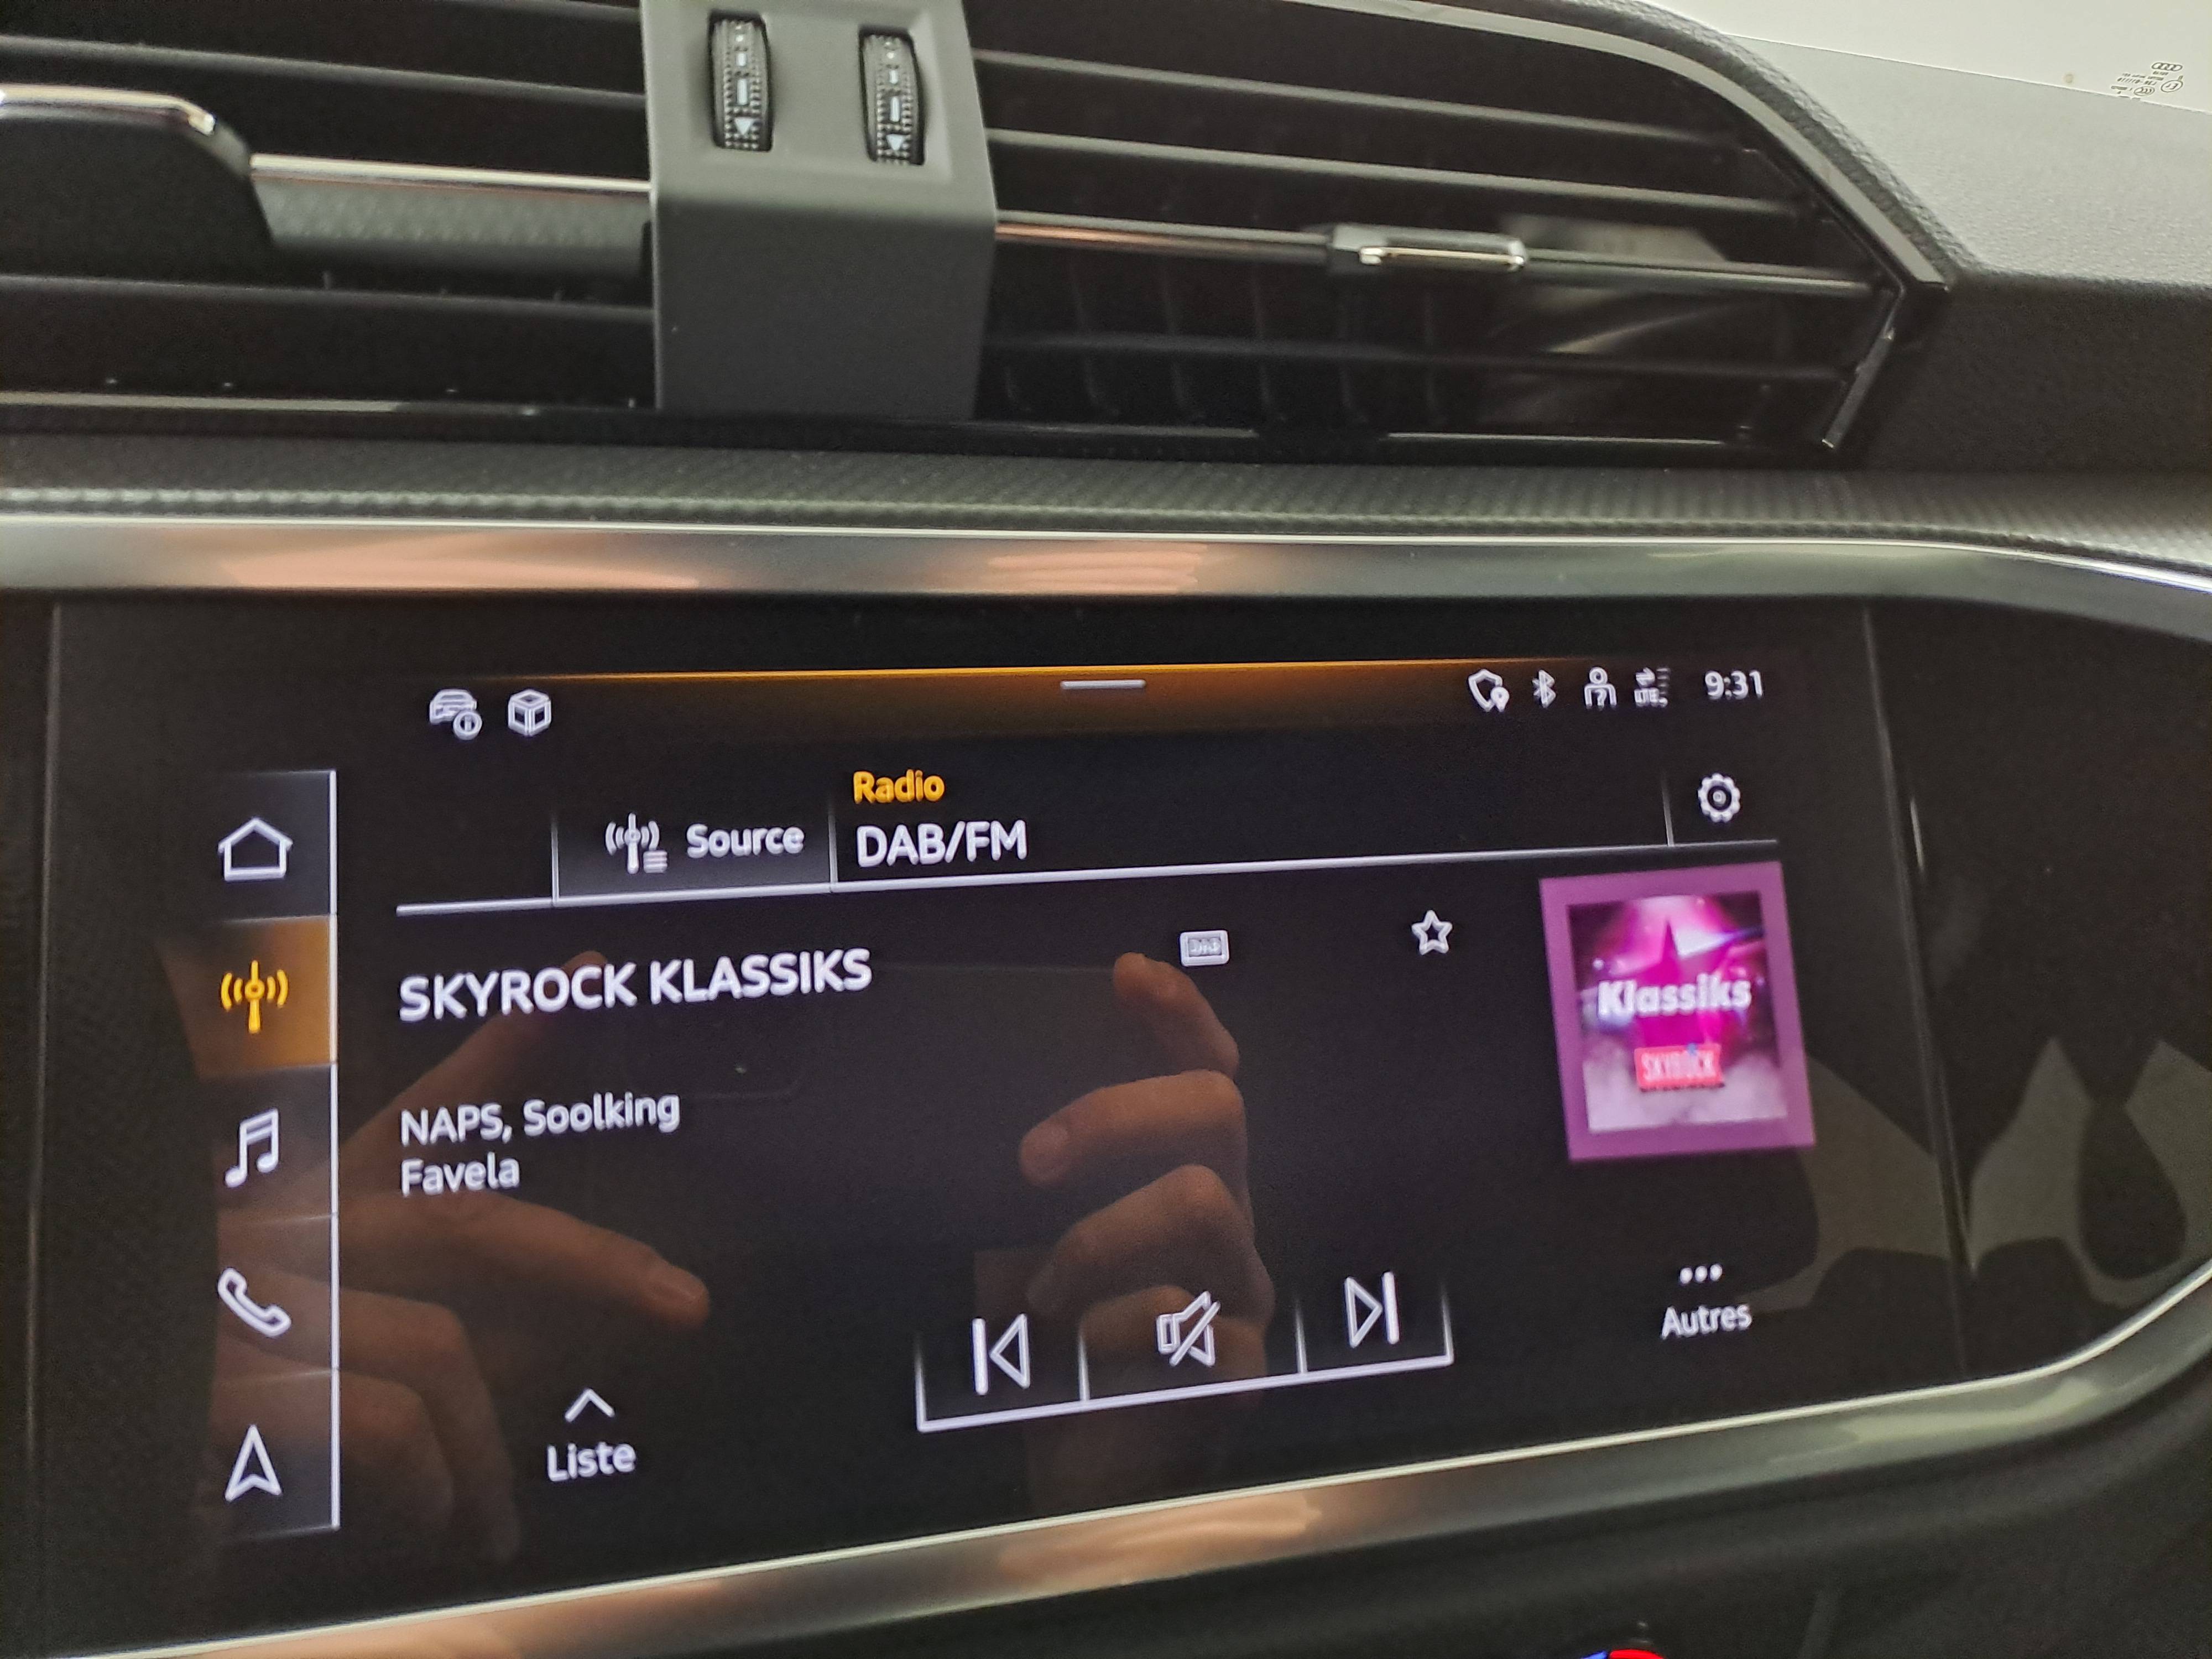 9:31
Radio
Source
DAB/FM
SKYROCK KLASSIKS
Klassiks
SKYROCK
NAPS, Soolking
Favela
Autres
Liste